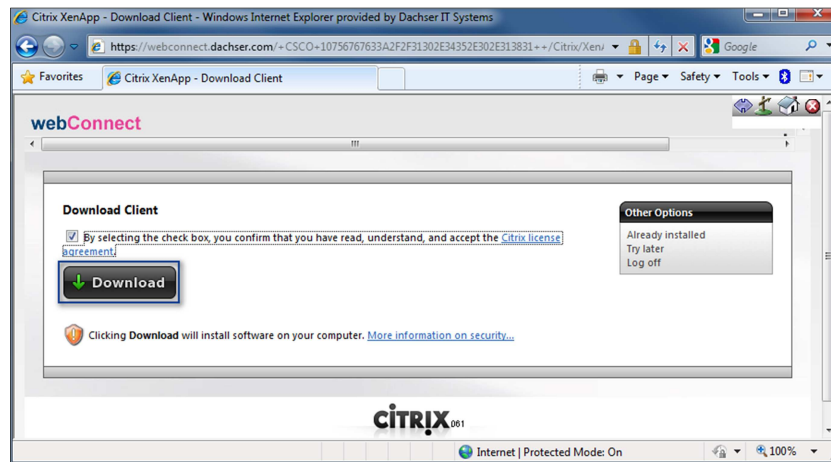 Citrix XenApp - Download Client - Windows Internet Explorer provided by Dachser IT Systems
https://webconnect.dachser.com/+CSCO+10756767633A2F2F31302E34352E302E313831++/Citrix/XenA
Google
Favorites
Citrix XenApp - Download Client
Page
Safety
Tools
webConnect
Download Client
By selecting the check box, you confirm that you have read, understand, and accept the Citrix license
agreement.
Download
Clicking Download will install software on your computer. More information on security...
Other Options
Already installed
Try later
Log off
CITRIX 061
Internet | Protected Mode: On
100%